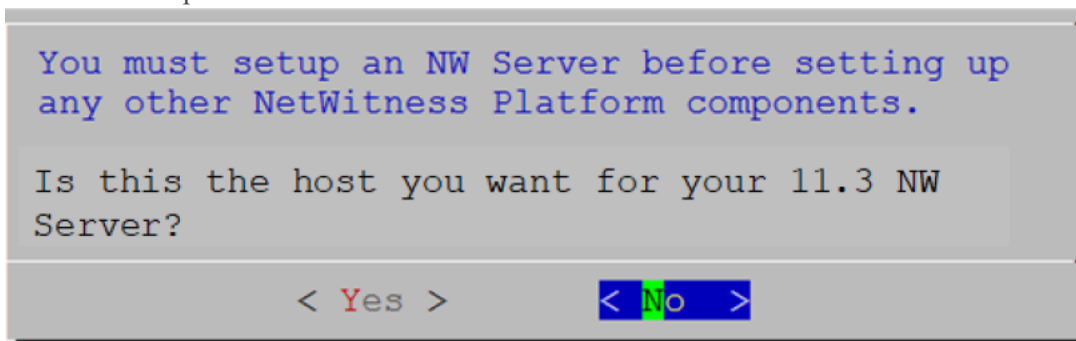 You must setup an NW Server before setting up
any other NetWitness Platform components.
Is this the host you want for your 11.3 NW
Server?
< Yes > < No >